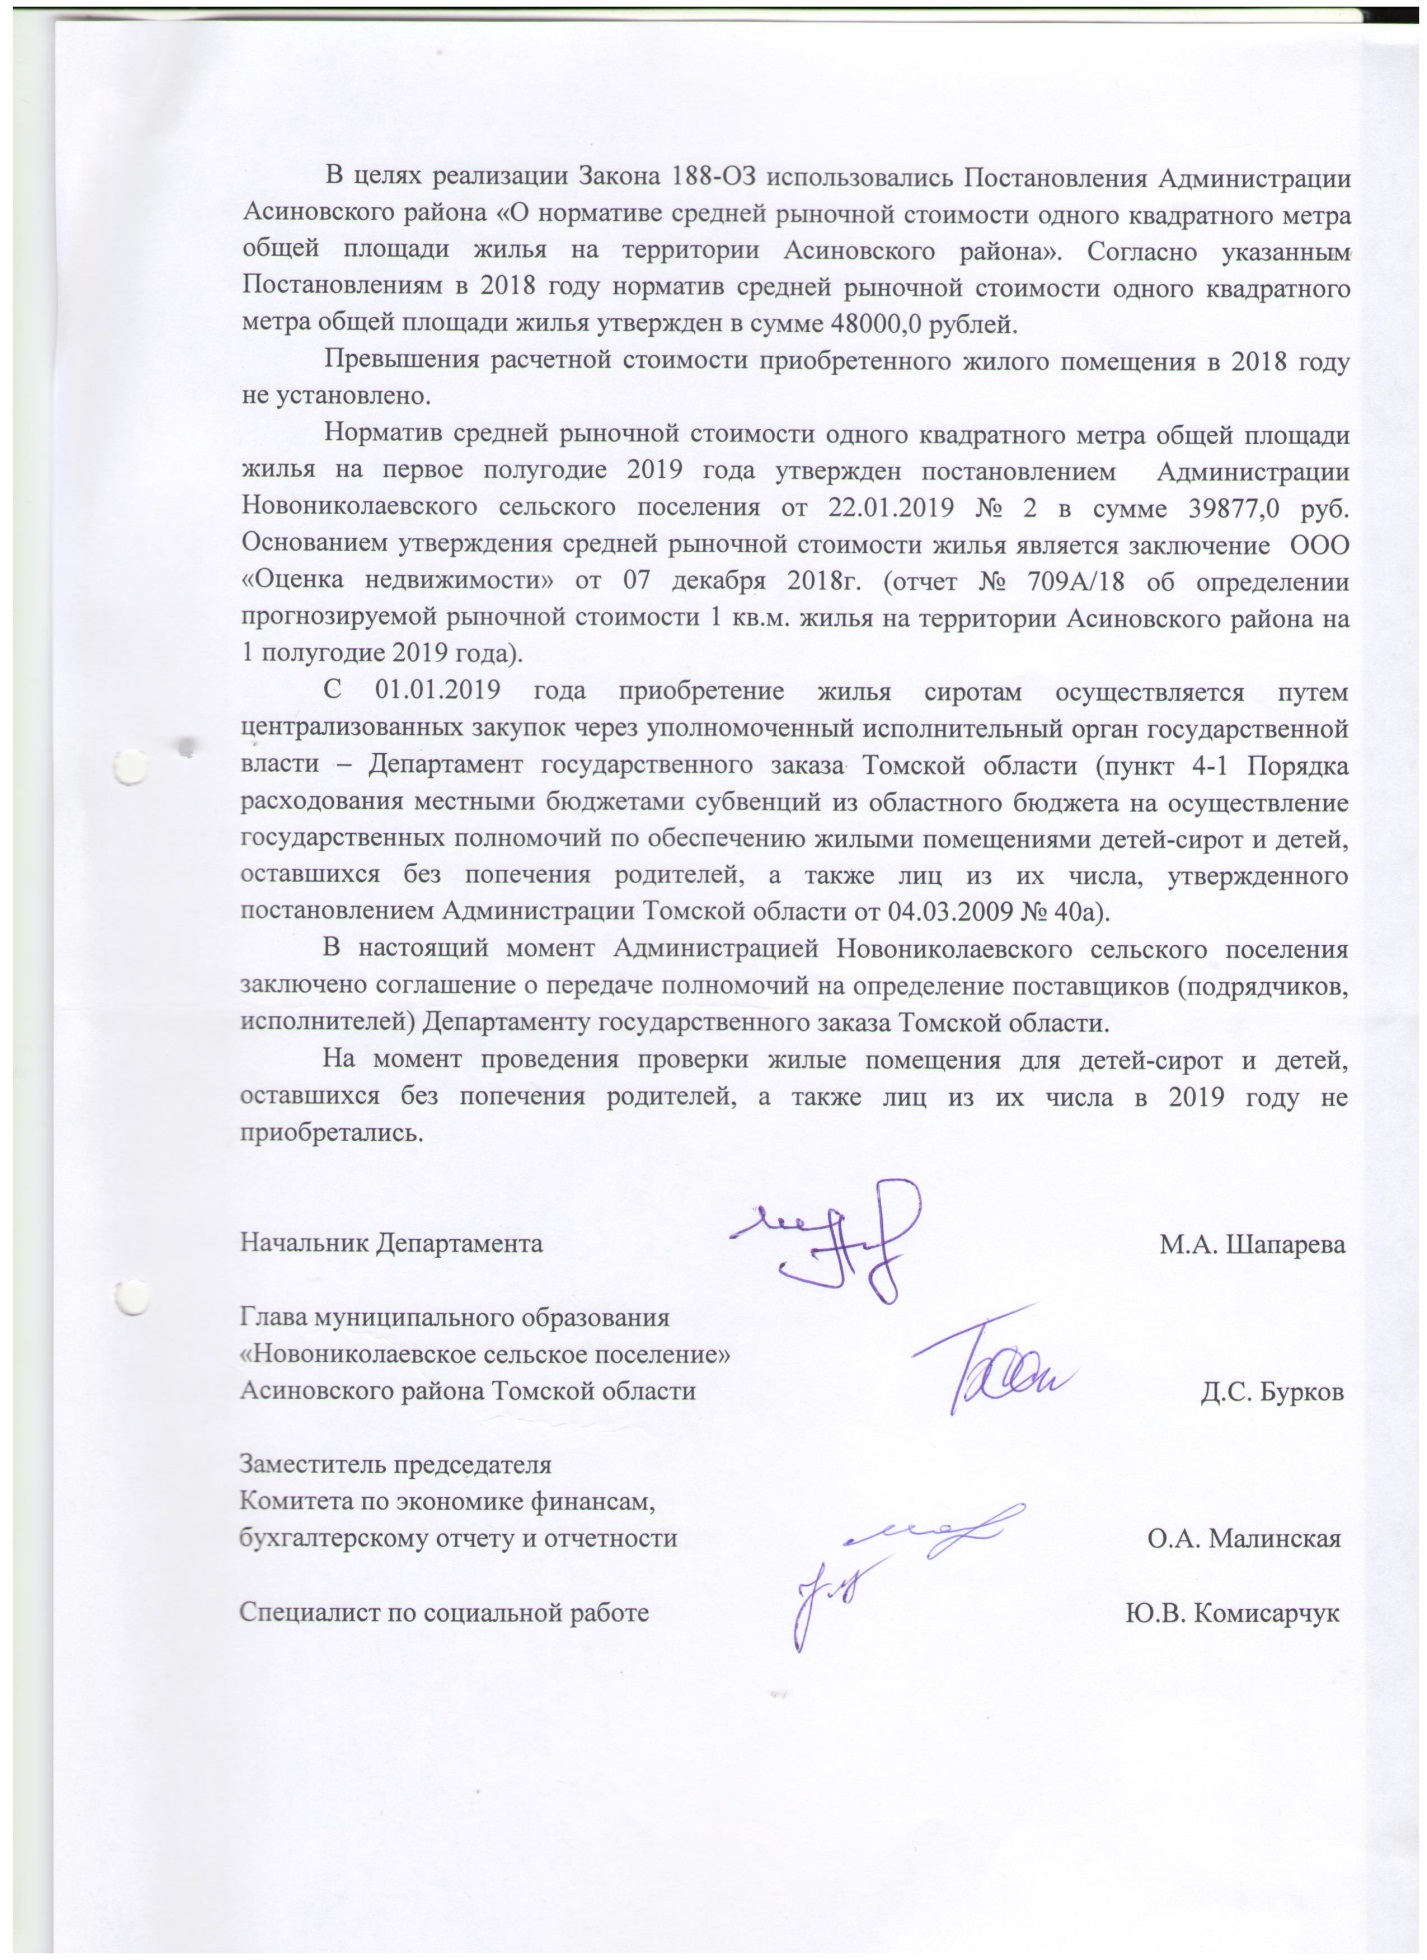 В целях реализации Закона 188-ОЗ использовались Постановления Администрации
Асиновского района «О нормативе средней рыночной стоимости одного квадратного метра
общей площади жилья на территории Асиновского района». Согласно указанным
Постановлениям в 2018 году норматив средней рыночной стоимости одного квадратного
метра общей площади жилья утвержден в сумме 48000,0 рублей.
Превышения расчетной стоимости приобретенного жилого помещения в 2018 году
не установлено.
Норматив средней рыночной стоимости одного квадратного метра общей площади
жилья на первое полугодие 2019 года утвержден постановлением Администрации
Новониколаевского сельского поселения от 22.01.2019 № 2 в сумме 39877,0 руб.
Основанием утверждения средней рыночной стоимости жилья является заключение ООО
«Оценка недвижимости» от 07 декабря 2018г. (отчет № 709А/18 об определении
прогнозируемой рыночной стоимости 1 кв.м. жилья на территории Асиновского района на
1 полугодие 2019 года).
С 01.01.2019 года приобретение жилья сиротам осуществляется путем
централизованных закупок через уполномоченный исполнительный орган государственной
власти – Департамент государственного заказа Томской области (пункт 4-1 Порядка
расходования местными бюджетами субвенций из областного бюджета на осуществление
государственных полномочий по обеспечению жилыми помещениями детей-сирот и детей,
оставшихся без попечения родителей, а также лиц из их числа, утвержденного
постановлением Администрации Томской области от 04.03.2009 № 40а).
В настоящий момент Администрацией Новониколаевского сельского поселения
заключено соглашение о передаче полномочий на определение поставщиков (подрядчиков,
исполнителей) Департаменту государственного заказа Томской области.
На момент проведения проверки жилые помещения для детей-сирот и детей,
оставшихся без попечения родителей, а также лиц из их числа в 2019 году не
приобретались.
Начальник Департамента М.А. Шапарева
Глава муниципального образования
«Новониколаевское сельское поселение»
Асиновского района Томской области Д.С. Бурков
Заместитель председателя
Комитета по экономике финансам,
бухгалтерскому отчету и отчетности О.А. Малинская
Специалист по социальной работе Ю.В. Комисарчук